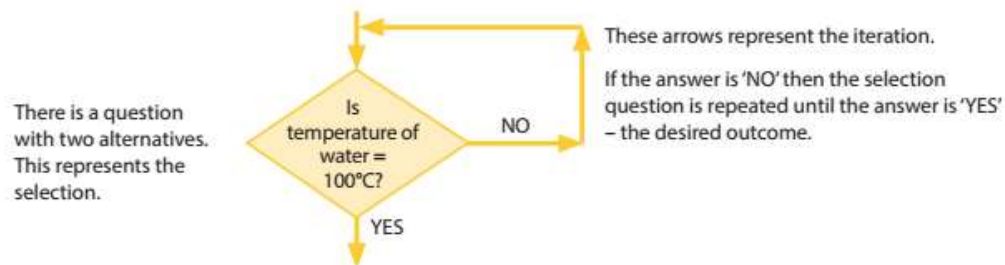 There is a question
with two alternatives.
This represents the
selection.
Is
temperature of
water =
100°C?
NO
YES
These arrows represent the iteration.
If the answer is ‘NO’ then the selection
question is repeated until the answer is ‘YES’
– the desired outcome.